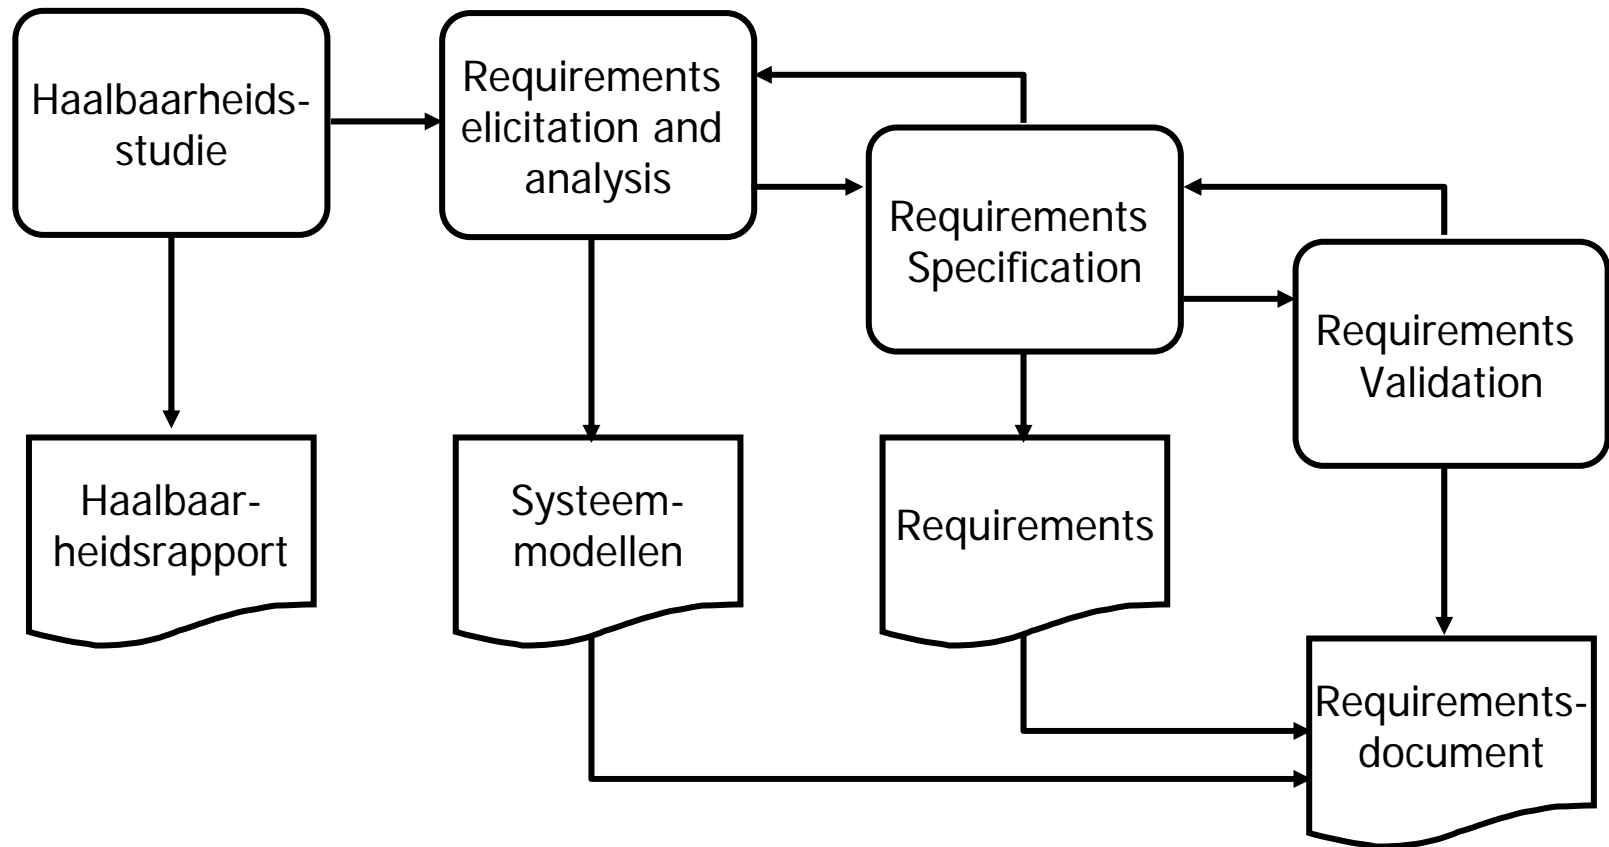 Haalbaarheids-
studie
Requirements
elicitation and
analysis
Requirements
Specification
Requirements
Validation
Haalbaar-
heidsrapport
Systeem-
modellen
Requirements
Requirements-
document